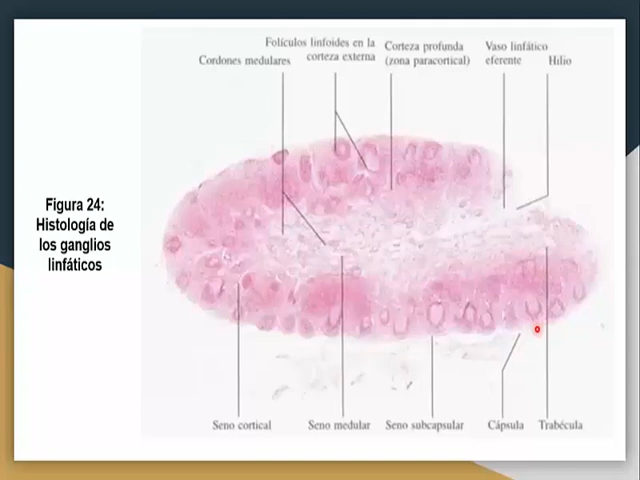 Folículos linfoides en la
corteza externa
Cordones medulares
Corteza profunda
(zona paracortical)
Vaso linfático
eferente
Hilio
Figura 24:
Histología de
los ganglios
linfáticos
Seno cortical
Seno medular
Seno subcapsular
Cápsula
Trabécula